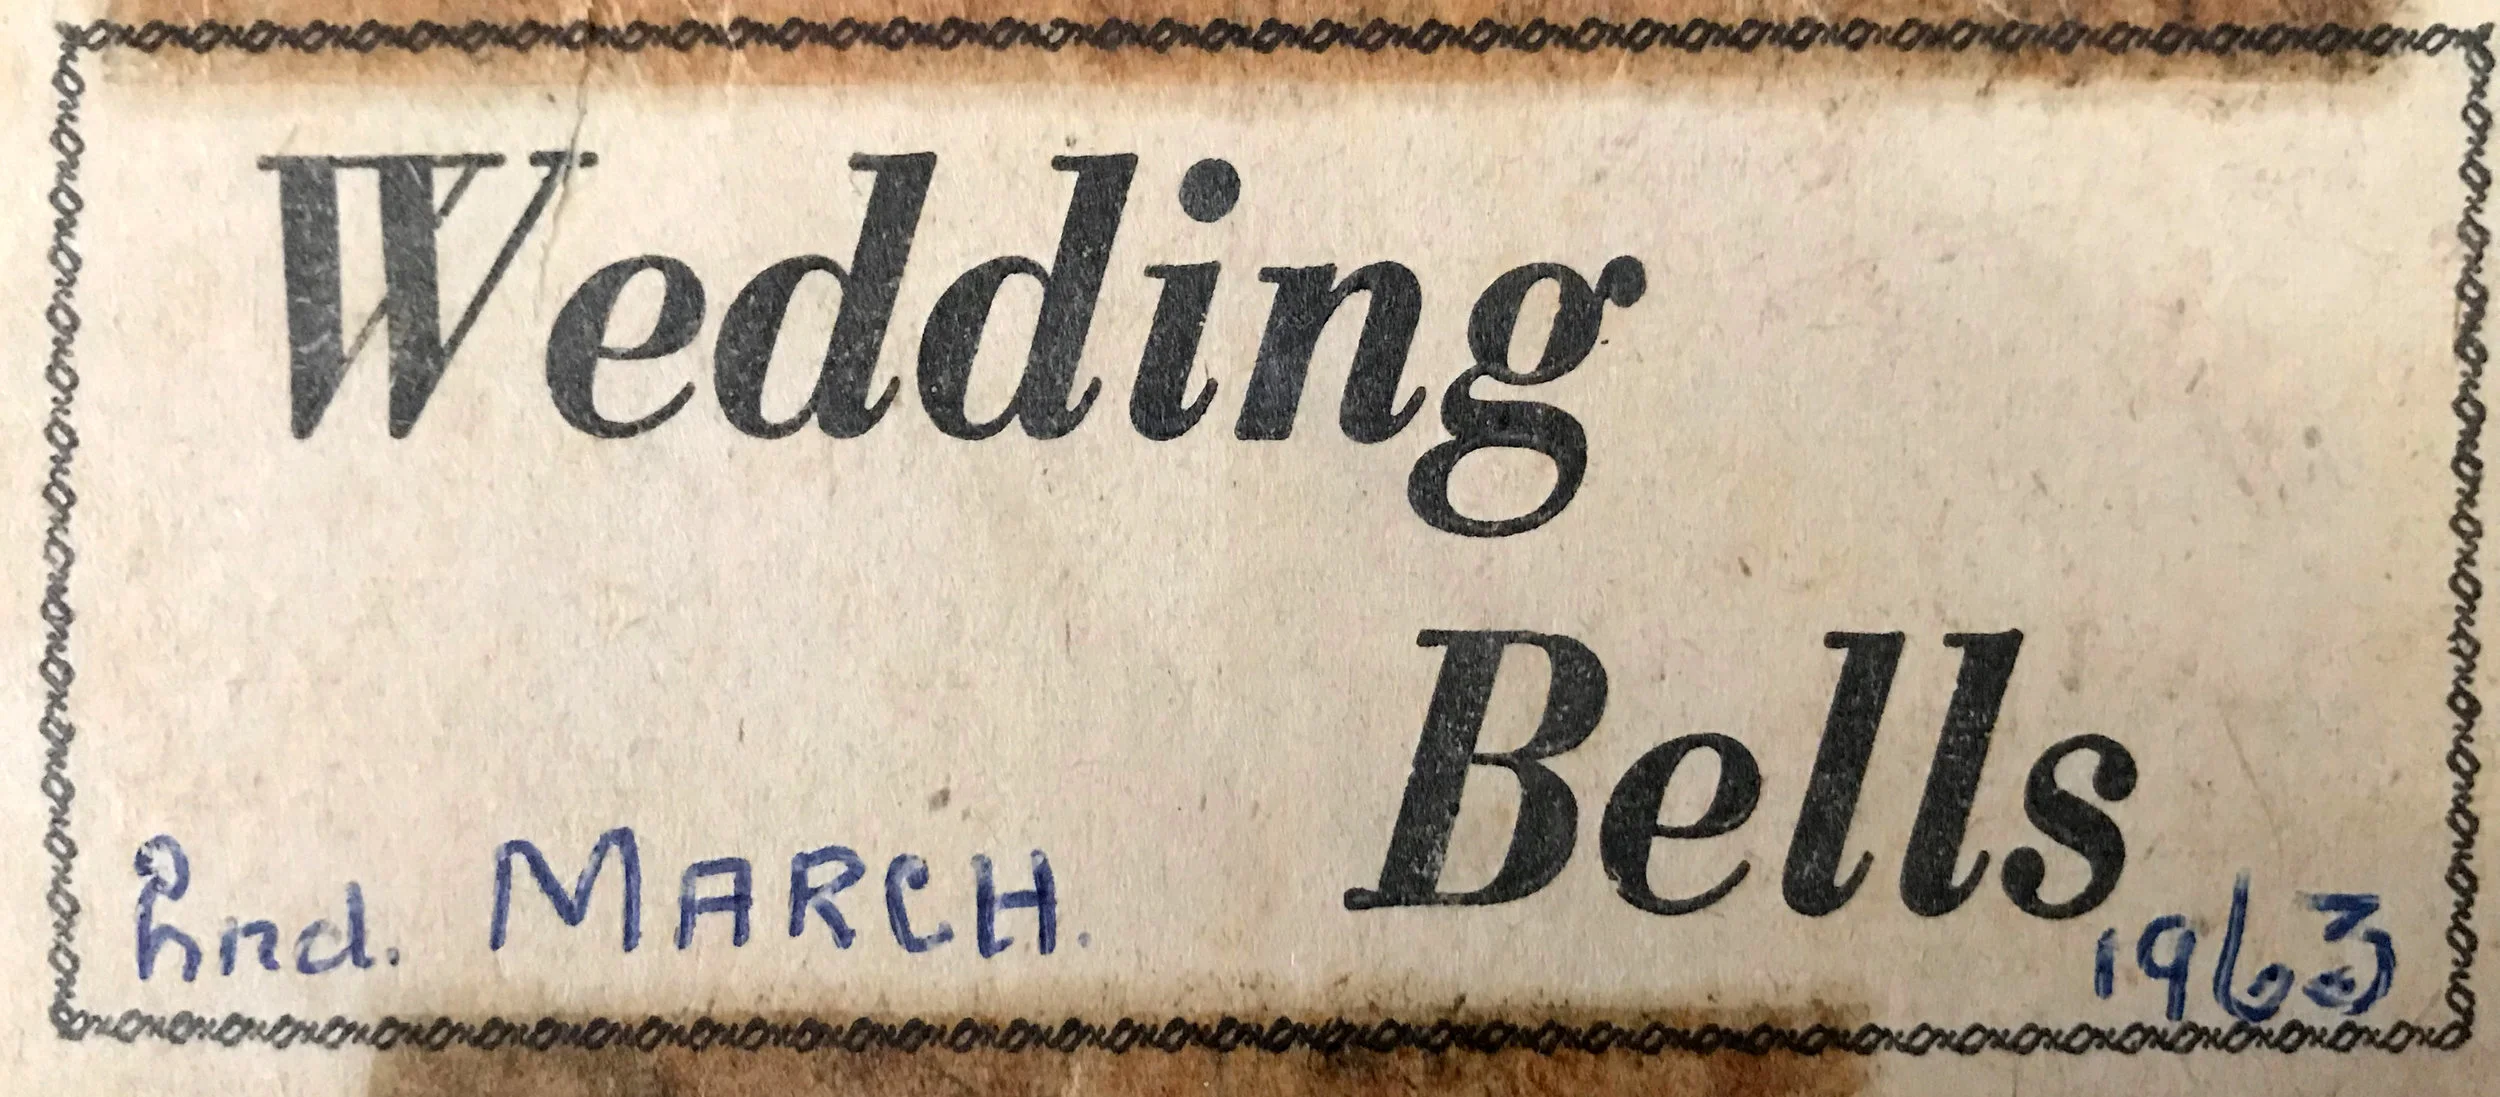 Wedding
Bells
2nd. MARCH. 1963